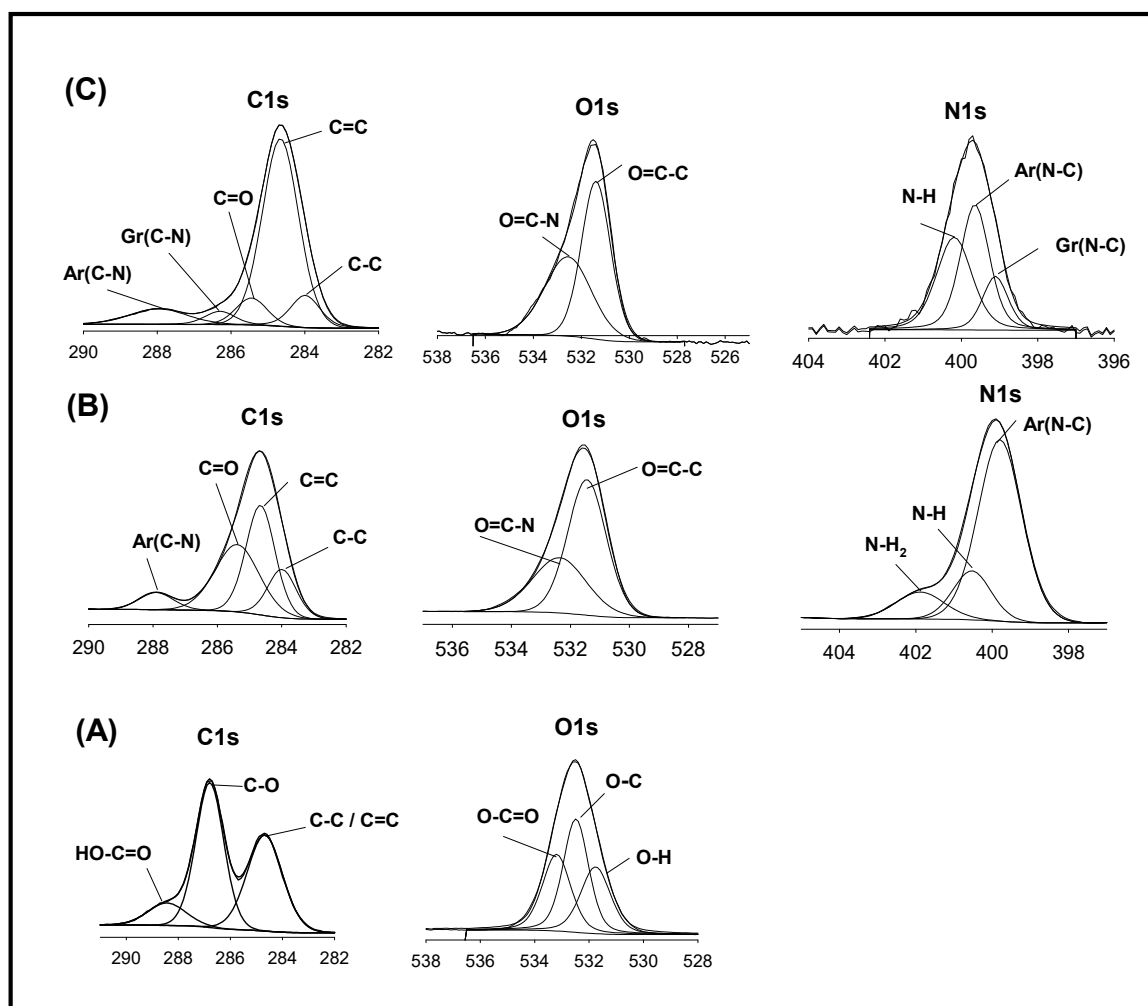 (C)
C1s
C=C
C=O
Gr(C-N)
Ar(C-N)
C-C
290 288 286 284 282
O1s
O=C-C
O=C-N
538 536 534 532 530 528 526
N1s
Ar(N-C)
N-H
Gr(N-C)
404 402 400 398 396
(B)
C1s
C=O
C=C
Ar(C-N)
C-C
290 288 286 284 282
O1s
O=C-C
O=C-N
536 534 532 530 528
N1s
Ar(N-C)
N-H
N-H2
404 402 400 398
(A)
C1s
C-O
C-C / C=C
HO-C=O
290 288 286 284 282
O1s
O-C
O-C=O
O-H
538 536 534 532 530 528